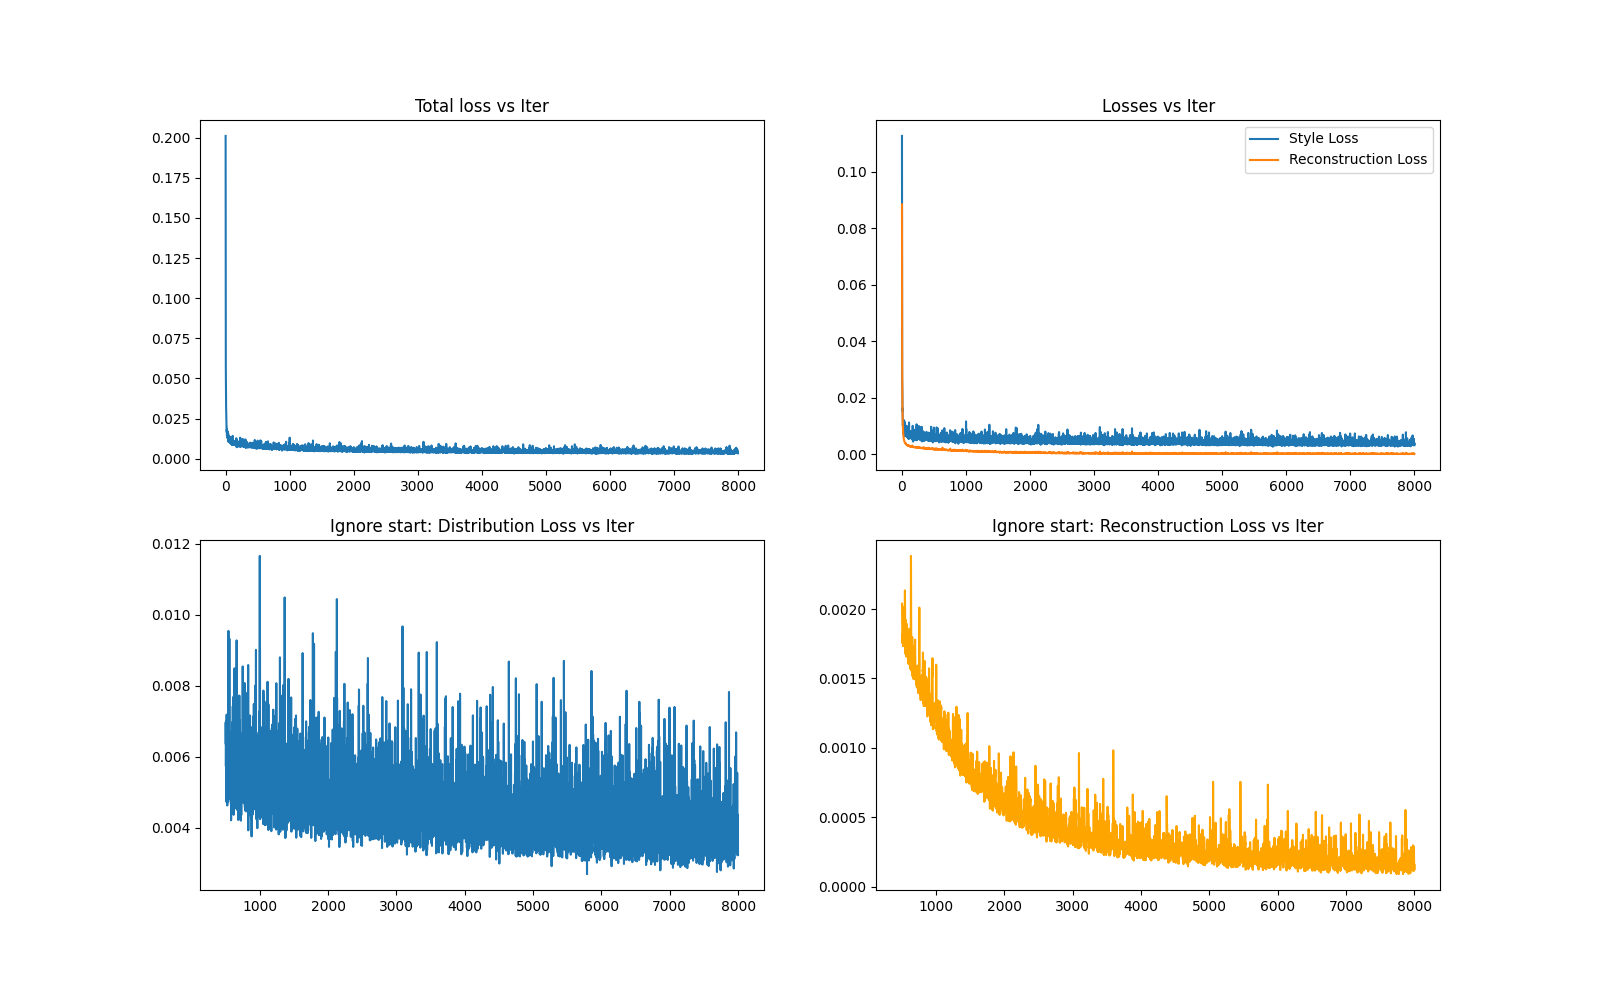 Total loss vs Iter
0.200
0.175
0.150
0.125
0.100
0.075
0.050
0.025
0.000
0 1000 2000 3000 4000 5000 6000 7000 8000
Losses vs Iter
Style Loss
Reconstruction Loss
0.10
0.08
0.06
0.04
0.02
0.00
0 1000 2000 3000 4000 5000 6000 7000 8000
Ignore start: Distribution Loss vs Iter
0.012
0.010
0.008
0.006
0.004
1000 2000 3000 4000 5000 6000 7000 8000
Ignore start: Reconstruction Loss vs Iter
0.0020
0.0015
0.0010
0.0005
0.0000
1000 2000 3000 4000 5000 6000 7000 8000